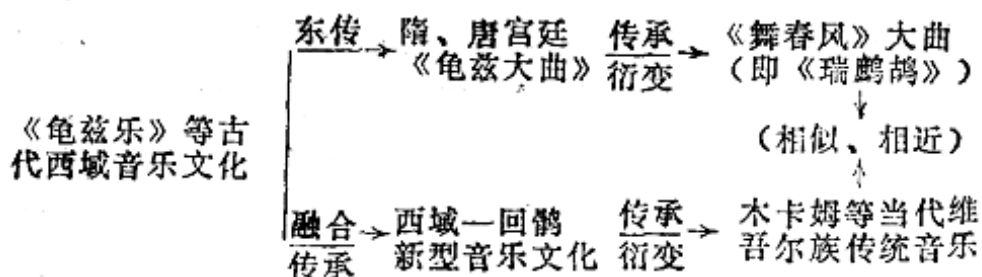 东传
隋、唐宫廷
《龟兹大曲》
传承
衍变
《舞春风》大曲
（即《瑞鹧鸪》）
《龟兹乐》等古
代西域音乐文化
（相似、相近）
融合
传承
西域—回鹘
新型音乐文化
传承
衍变
木卡姆等当代维
吾尔族传统音乐